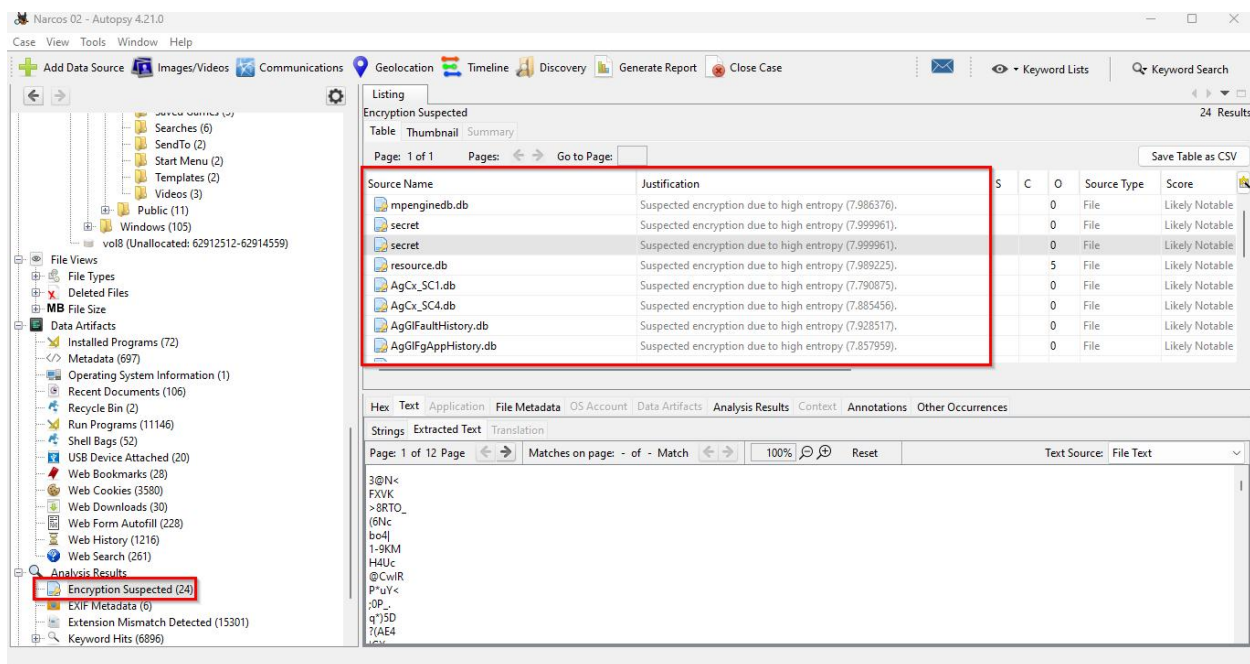 Narcos 02 - Autopsy 4.21.0
Case View Tools Window Help
Add Data Source Images/Videos Communications Geolocation Timeline Discovery Generate Report Close Case Keyword Lists Keyword Search
Searches (6)
SendTo (2)
Start Menu (2)
Templates (2)
Videos (3)
Public (11)
Windows (105)
vol8 (Unallocated: 62912512-62914559)
File Views
File Types
Deleted Files
MB File Size
Data Artifacts
Installed Programs (72)
Metadata (697)
Operating System Information (1)
Recent Documents (106)
Recycle Bin (2)
Run Programs (11146)
Shell Bags (52)
USB Device Attached (20)
Web Bookmarks (28)
Web Cookies (3580)
Web Downloads (30)
Web Form Autofill (228)
Web History (1216)
Web Search (261)
Analysis Results
Encryption Suspected (24)
EXIF Metadata (6)
Extension Mismatch Detected (15301)
Keyword Hits (6896)
Listing
Encryption Suspected 24 Results
Table Thumbnail Summary
Page: 1 of 1 Pages: Go to Page: Save Table as CSV
Source Name Justification S C O Source Type Score
mpenginedb.db Suspected encryption due to high entropy (7.986376). 0 File Likely Notable
secret Suspected encryption due to high entropy (7.999961). 0 File Likely Notable
secret Suspected encryption due to high entropy (7.999961). 0 File Likely Notable
resource.db Suspected encryption due to high entropy (7.989225). 5 File Likely Notable
AgCx_SC1.db Suspected encryption due to high entropy (7.790875). 0 File Likely Notable
AgCx_SC4.db Suspected encryption due to high entropy (7.885456). 0 File Likely Notable
AgGlFaultHistory.db Suspected encryption due to high entropy (7.928517). 0 File Likely Notable
AgGlFgAppHistory.db Suspected encryption due to high entropy (7.857959). 0 File Likely Notable
Hex Text Application File Metadata OS Account Data Artifacts Analysis Results Context Annotations Other Occurrences
Strings Extracted Text Translation
Page: 1 of 12 Page Matches on page: - of - Match 100% Reset Text Source: File Text
3@N<
FXVK
>8RTO_
(6Nc
bo4|
1-9KM
H4Uc
@CwlR
P*uY<
;0P_.
q*)5D
?(AE4